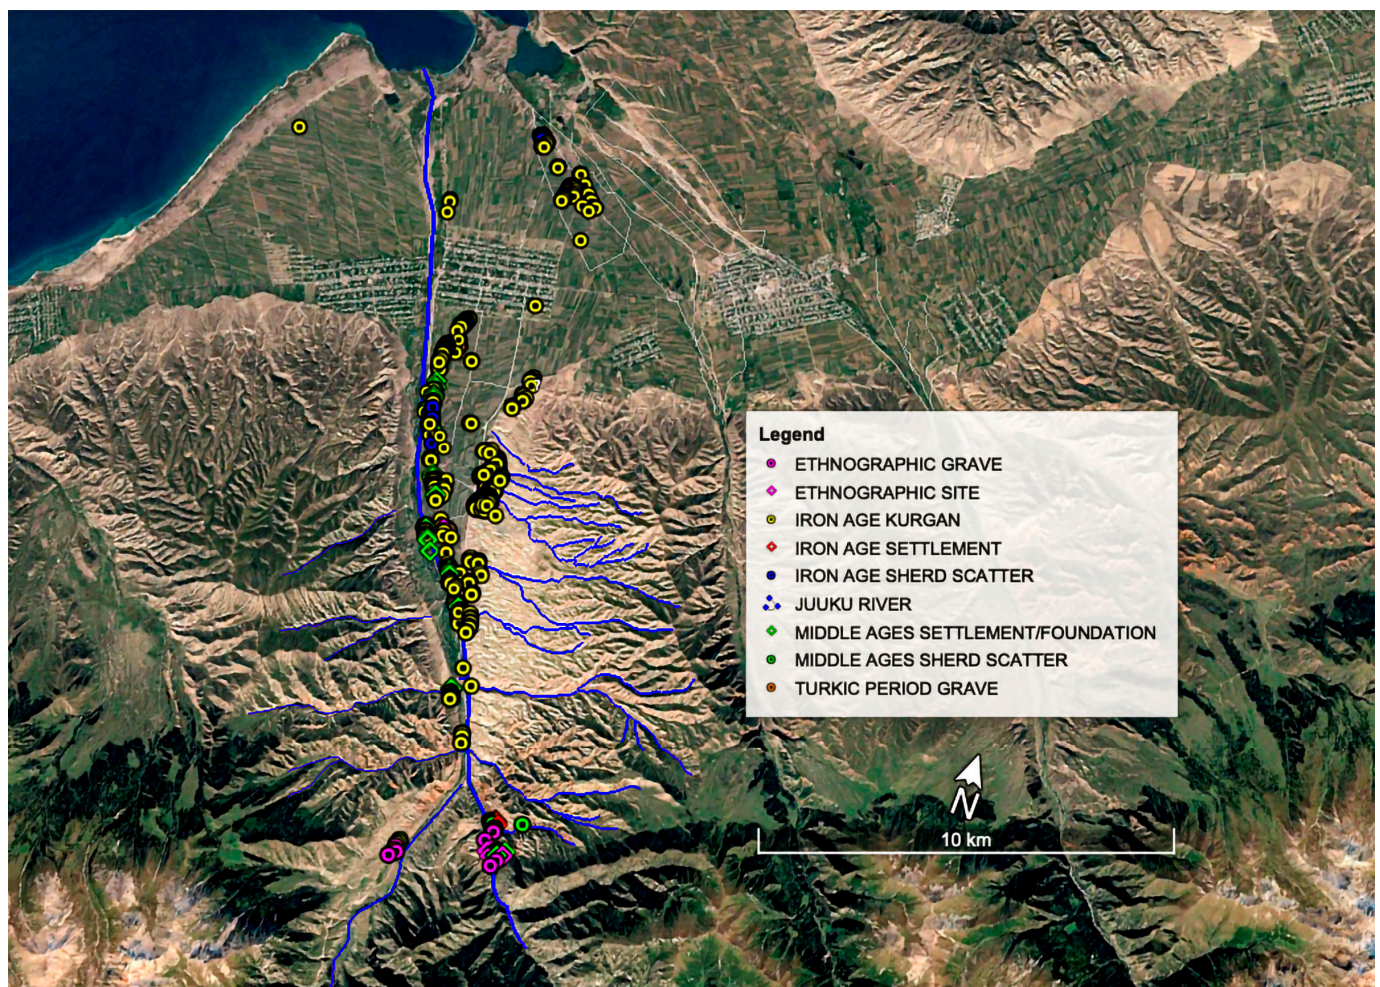 Legend
ETHNOGRAPHIC GRAVE
ETHNOGRAPHIC SITE
IRON AGE KURGAN
IRON AGE SETTLEMENT
IRON AGE SHERD SCATTER
JUUKU RIVER
MIDDLE AGES SETTLEMENT/FOUNDATION
MIDDLE AGES SHERD SCATTER
TURKIC PERIOD GRAVE
N
10 km